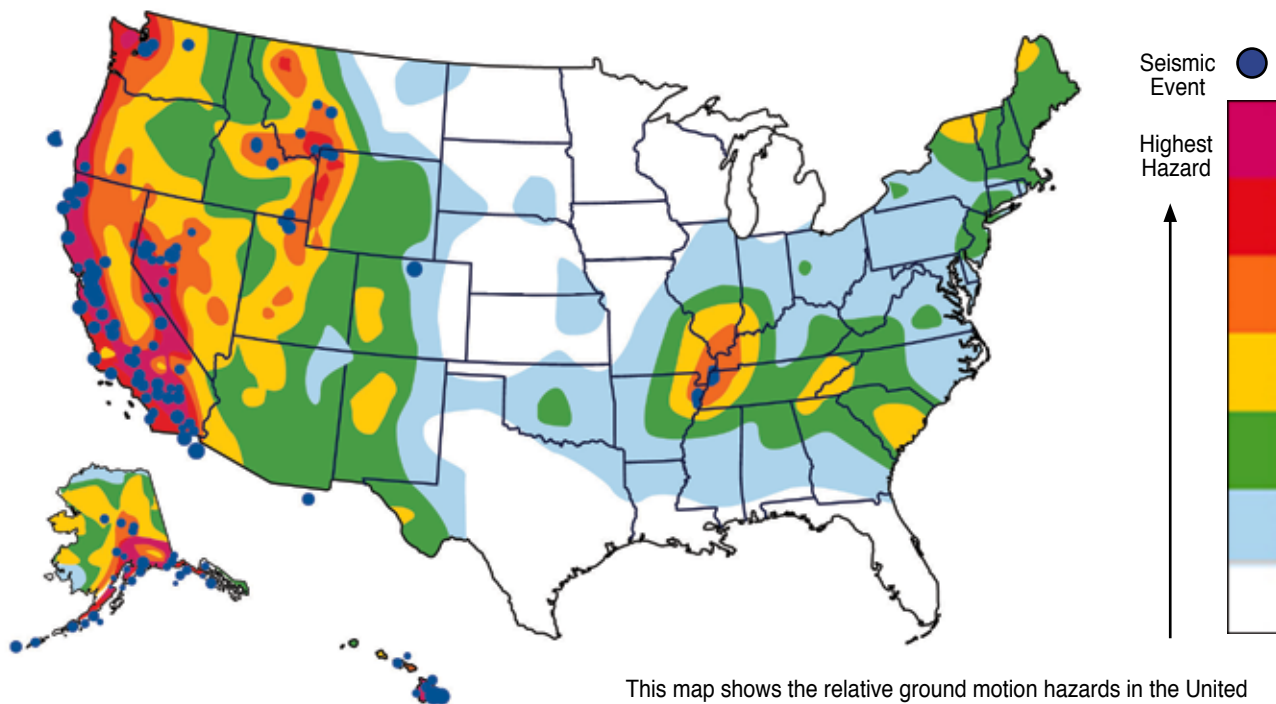 Seismic
Event
Highest
Hazard
This map shows the relative ground motion hazards in the United